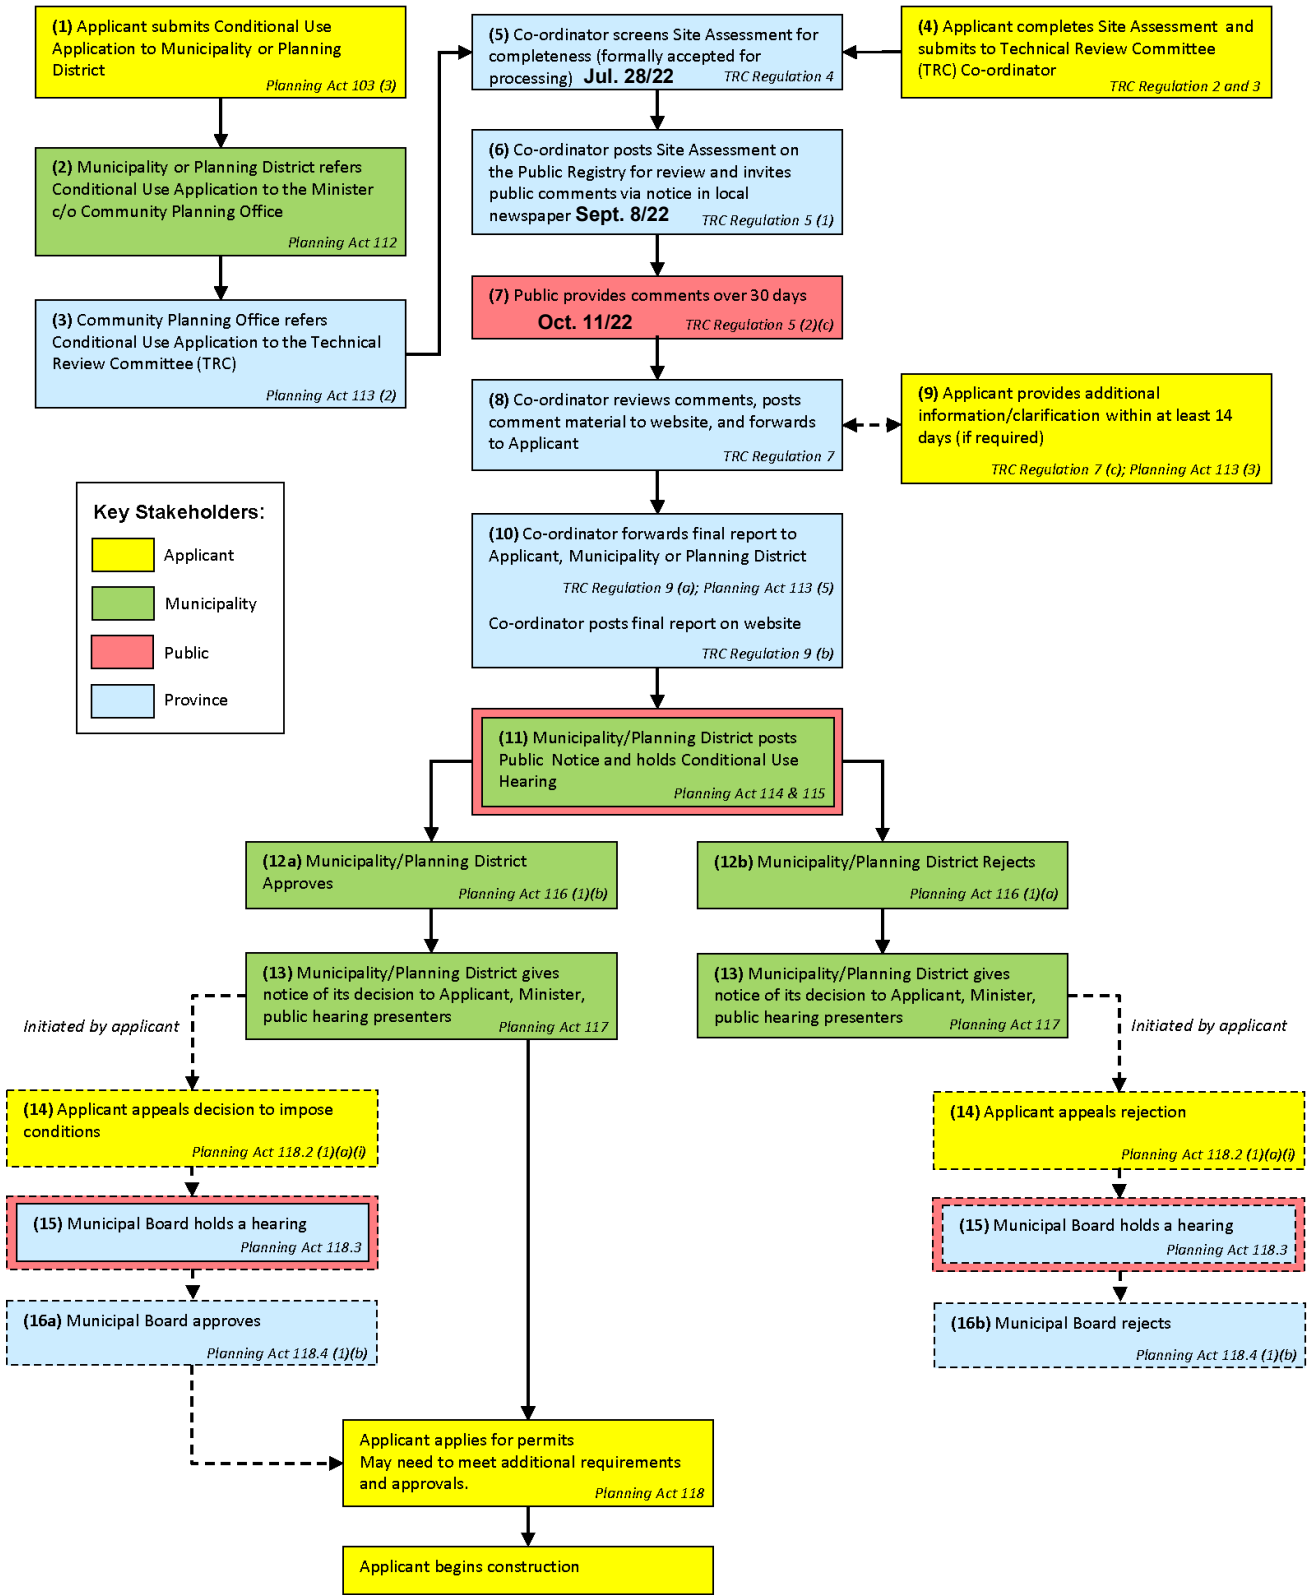 (1) Applicant submits Conditional Use
Application to Municipality or Planning
District
Planning Act 103 (3)
(2) Municipality or Planning District refers
Conditional Use Application to the Minister
c/o Community Planning Office
Planning Act 112
(3) Community Planning Office refers
Conditional Use Application to the Technical
Review Committee (TRC)
Planning Act 113 (2)
(4) Applicant completes Site Assessment and
submits to Technical Review Committee
(TRC) Co-ordinator
TRC Regulation 2 and 3
(5) Co-ordinator screens Site Assessment for
completeness (formally accepted for
processing) Jul. 28/22 TRC Regulation 4
(6) Co-ordinator posts Site Assessment on
the Public Registry for review and invites
public comments via notice in local
newspaper Sept. 8/22 TRC Regulation 5 (1)
(7) Public provides comments over 30 days
Oct. 11/22 TRC Regulation 5 (2)(c)
(8) Co-ordinator reviews comments, posts
comment material to website, and forwards
to Applicant
TRC Regulation 7
(9) Applicant provides additional
information/clarification within at least 14
days (if required)
TRC Regulation 7 (c); Planning Act 113 (3)
Key Stakeholders:
Applicant
Municipality
Public
Province
(10) Co-ordinator forwards final report to
Applicant, Municipality or Planning District
TRC Regulation 9 (a); Planning Act 113 (5)
Co-ordinator posts final report on website
TRC Regulation 9 (b)
(11) Municipality/Planning District posts
Public Notice and holds Conditional Use
Hearing
Planning Act 114 & 115
(12a) Municipality/Planning District
Approves
Planning Act 116 (1)(b)
(12b) Municipality/Planning District Rejects
Planning Act 116 (1)(a)
(13) Municipality/Planning District gives
notice of its decision to Applicant, Minister,
public hearing presenters
Planning Act 117
(13) Municipality/Planning District gives
notice of its decision to Applicant, Minister,
public hearing presenters
Planning Act 117
Initiated by applicant
Initiated by applicant
(14) Applicant appeals decision to impose
conditions
Planning Act 118.2 (1)(a)(i)
(14) Applicant appeals rejection
Planning Act 118.2 (1)(a)(i)
(15) Municipal Board holds a hearing
Planning Act 118.3
(15) Municipal Board holds a hearing
Planning Act 118.3
(16a) Municipal Board approves
Planning Act 118.4 (1)(b)
(16b) Municipal Board rejects
Planning Act 118.4 (1)(b)
Applicant applies for permits
May need to meet additional requirements
and approvals.
Planning Act 118
Applicant begins construction